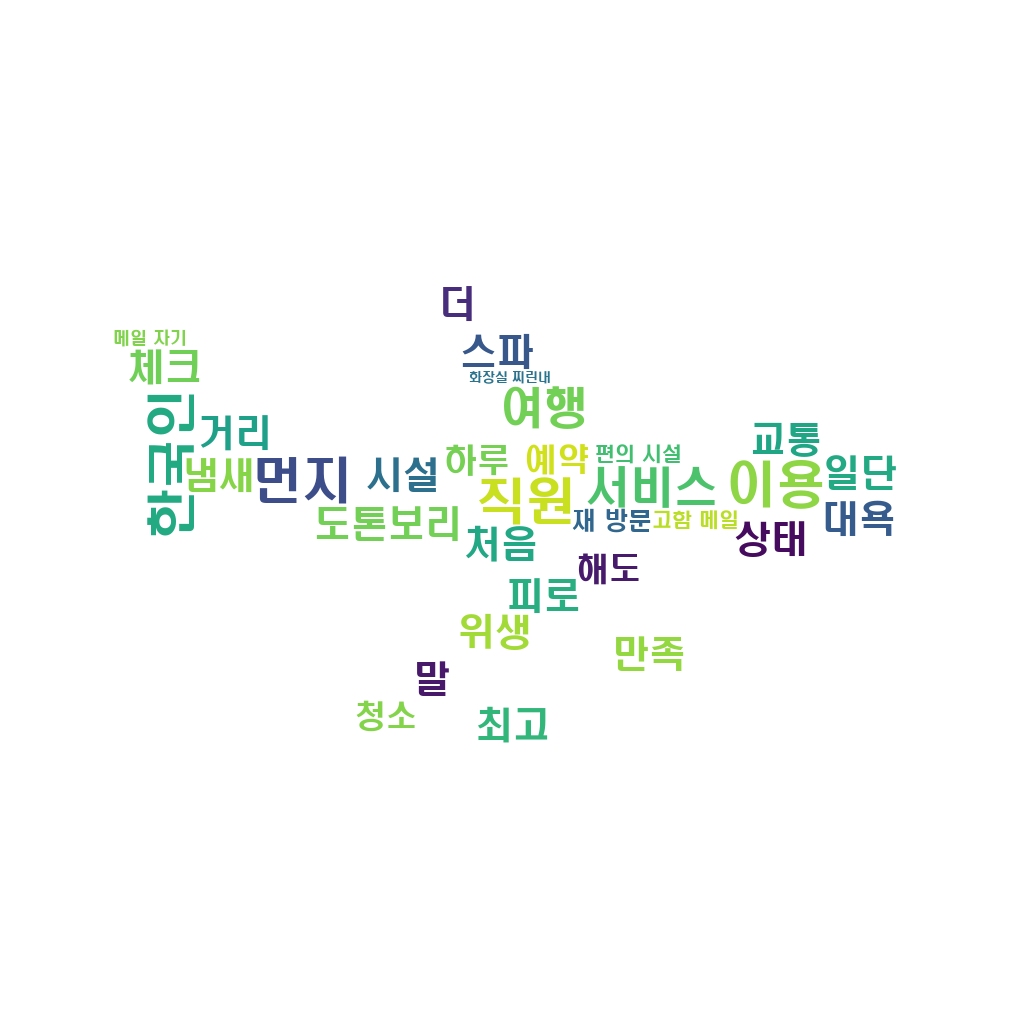 더
메일 자기
스파
체크
화장실 찌린내
여행
한국인
거리
교통
하루
예약
편의 시설
냄새
먼지
시설
일단
직원
서비스
이용
도톤보리
재 방문
고함 메일
대욕
처음
상태
해도
피로
위생
만족
말
청소
최고